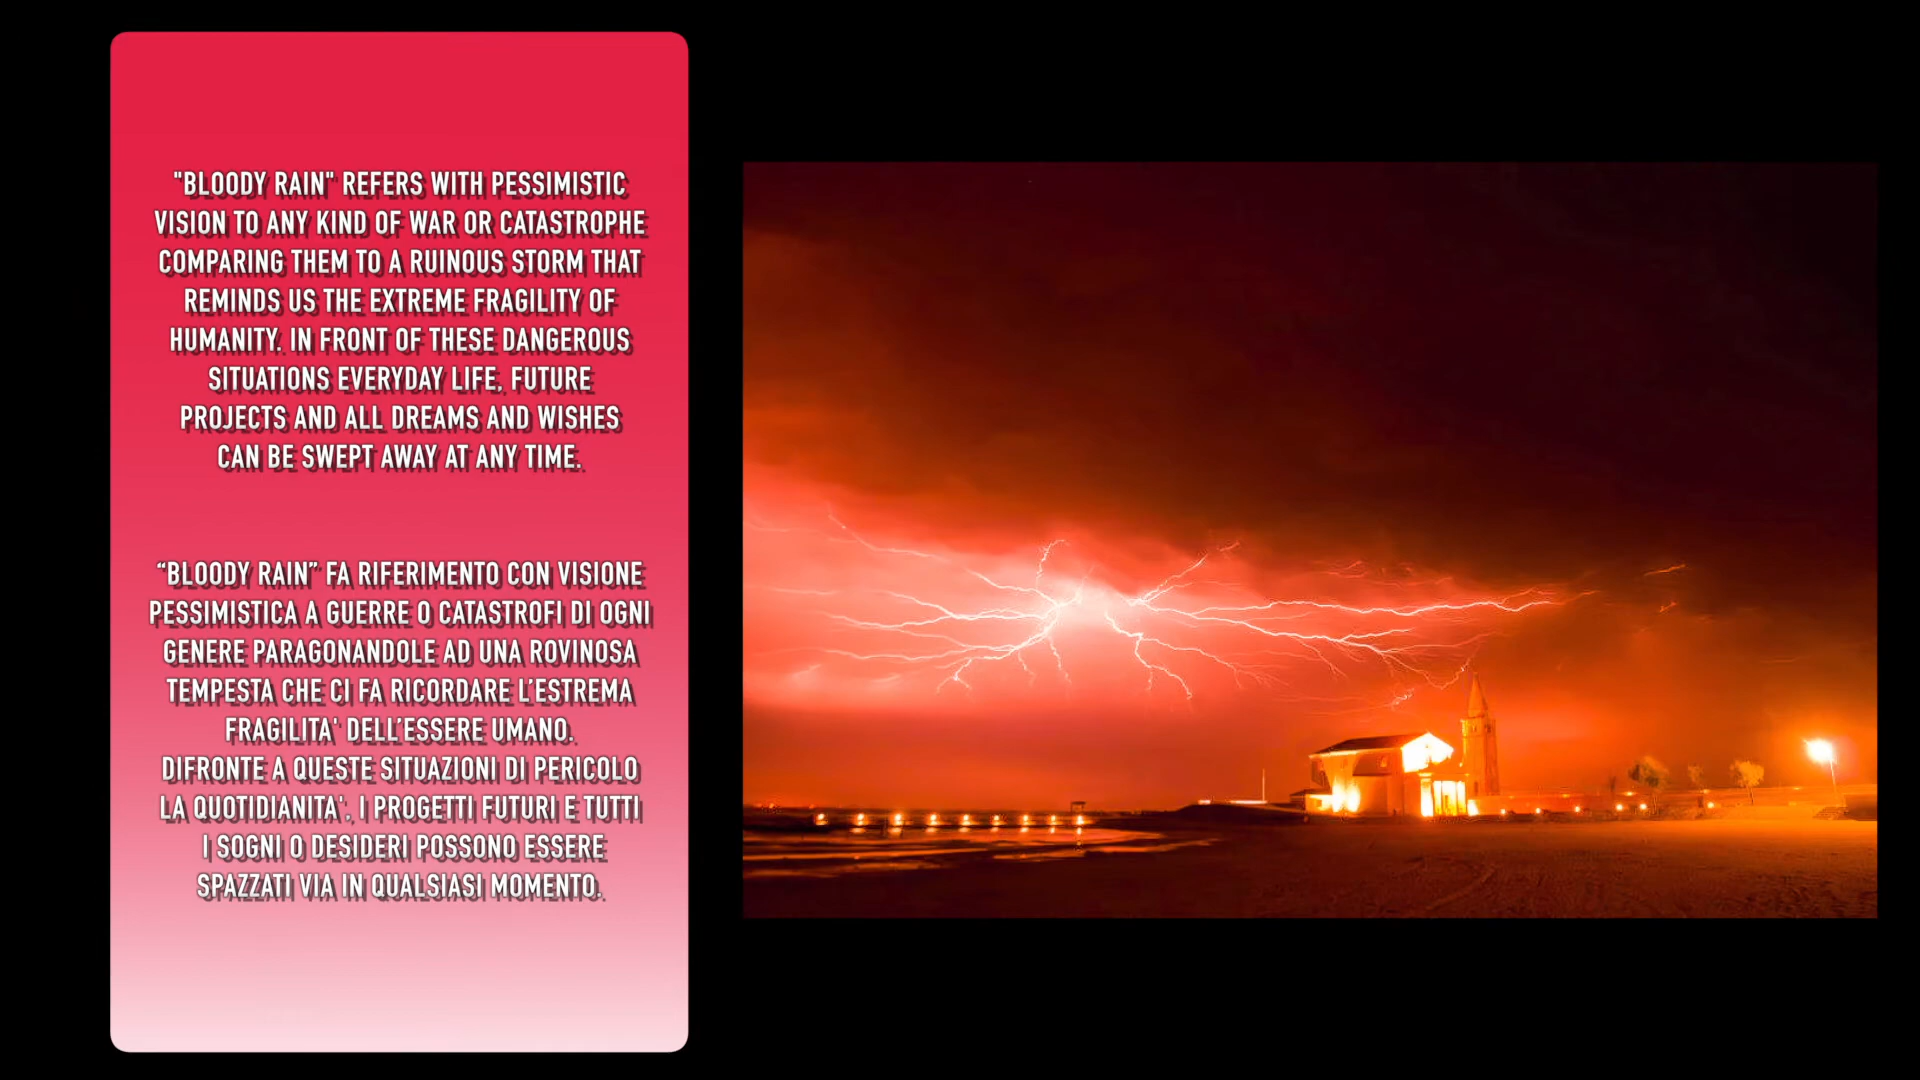 "BLOODY RAIN" REFERS WITH PESSIMISTIC
VISION TO ANY KIND OF WAR OR CATASTROPHE
COMPARING THEM TO A RUINOUS STORM THAT
REMINDS US THE EXTREME FRAGILITY OF
HUMANITY. IN FRONT OF THESE DANGEROUS
SITUATIONS EVERYDAY LIFE, FUTURE
PROJECTS AND ALL DREAMS AND WISHES
CAN BE SWEPT AWAY AT ANY TIME.
“BLOODY RAIN” FA RIFERIMENTO CON VISIONE
PESSIMISTICA A GUERRE O CATASTROFI DI OGNI
GENERE PARAGONANDOLE AD UNA ROVINOSA
TEMPESTA CHE CI FA RICORDARE L’ESTREMA
FRAGILITA' DELL’ESSERE UMANO.
DIFRONTE A QUESTE SITUAZIONI DI PERICOLO
LA QUOTIDIANITA', I PROGETTI FUTURI E TUTTI
I SOGNI O DESIDERI POSSONO ESSERE
SPAZZATI VIA IN QUALSIASI MOMENTO.